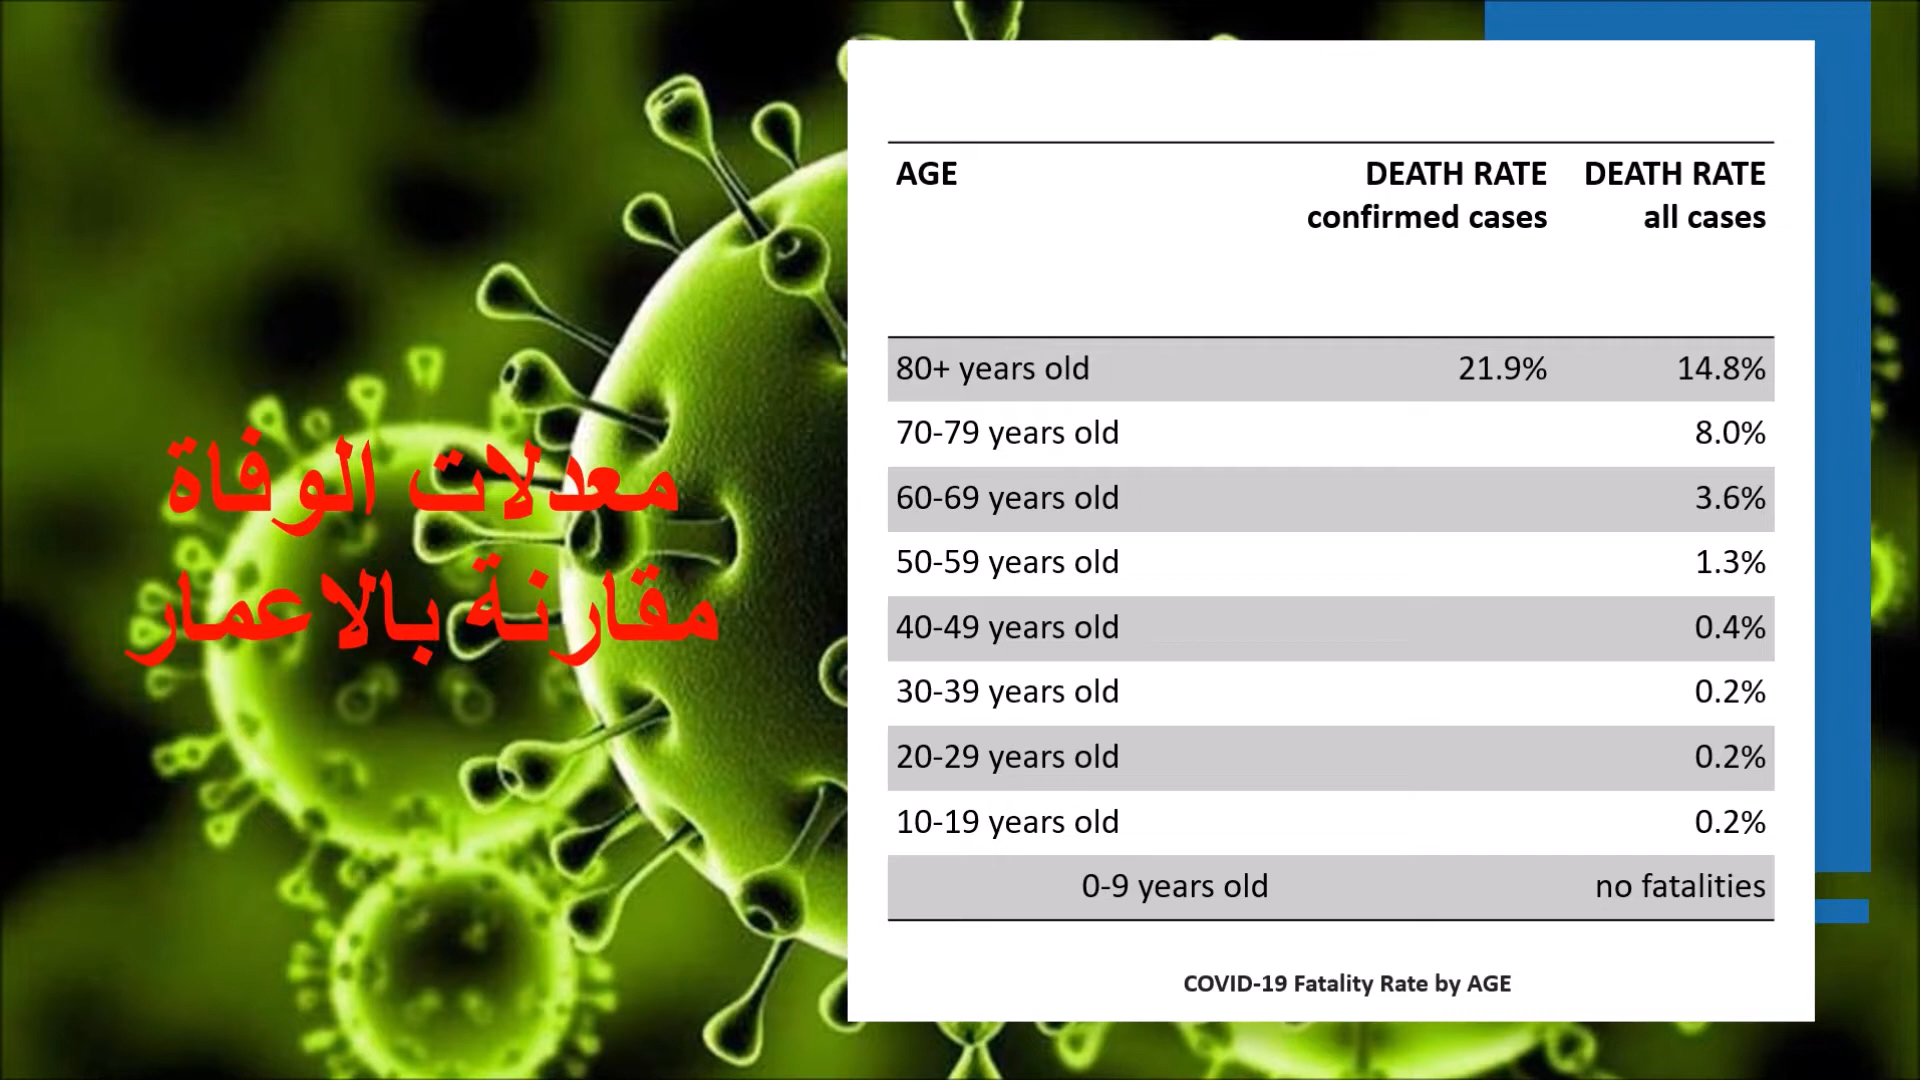 معدلات الوفاة
مقارنة بالاعمار
AGE DEATH RATE confirmed cases DEATH RATE all cases
80+ years old 21.9% 14.8%
70-79 years old 8.0%
60-69 years old 3.6%
50-59 years old 1.3%
40-49 years old 0.4%
30-39 years old 0.2%
20-29 years old 0.2%
10-19 years old 0.2%
0-9 years old no fatalities
COVID-19 Fatality Rate by AGE